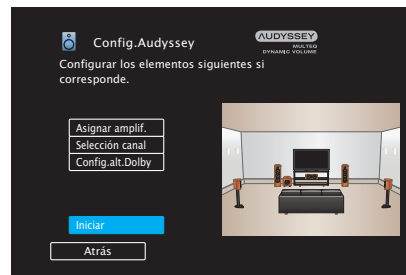 Config.Audyssey
AUDYSSEY
MULTEQ
DYNAMIC VOLUME
Configurar los elementos siguientes si
corresponde.
Asignar amplif.
Selección canal
Config.alt.Dolby
Iniciar
Atrás